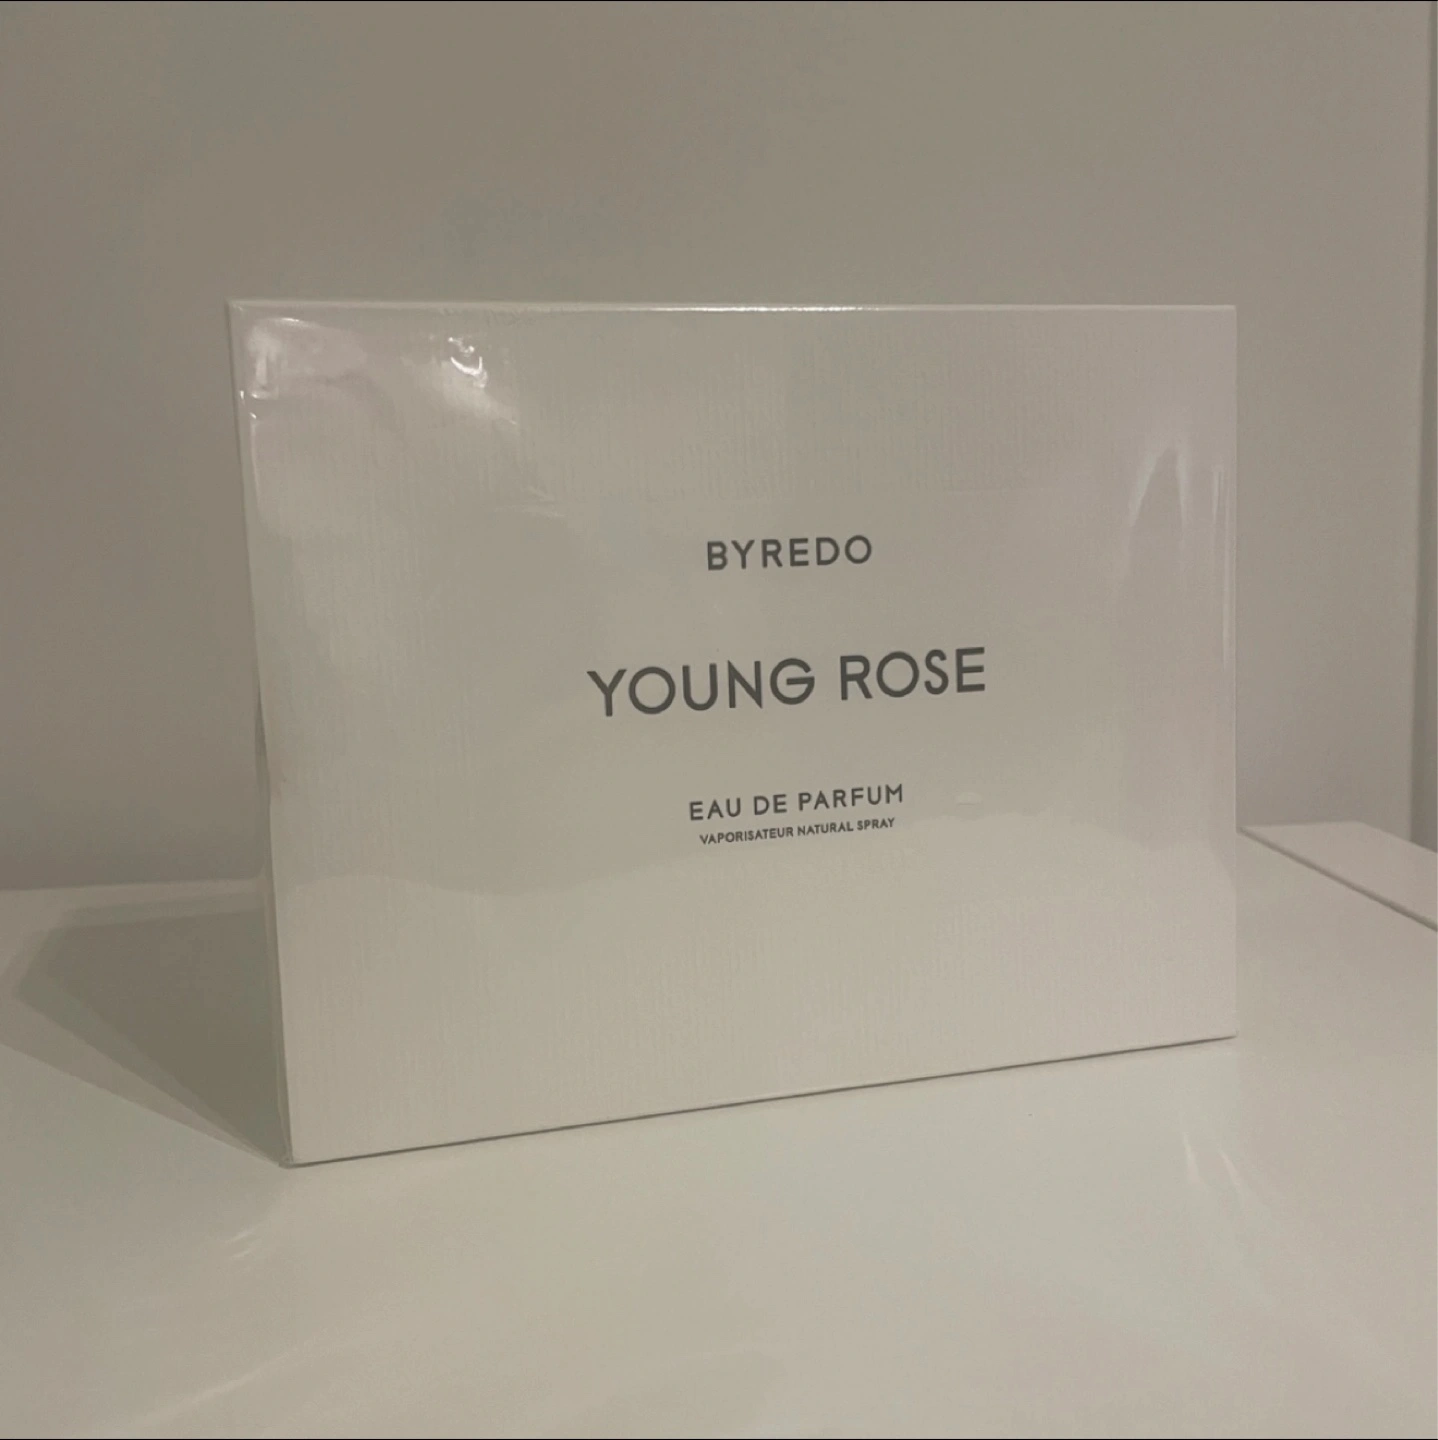 BYREDO
YOUNG ROSE
EAU DE PARFUM
VAPORISATEUR NATURAL SPRAY